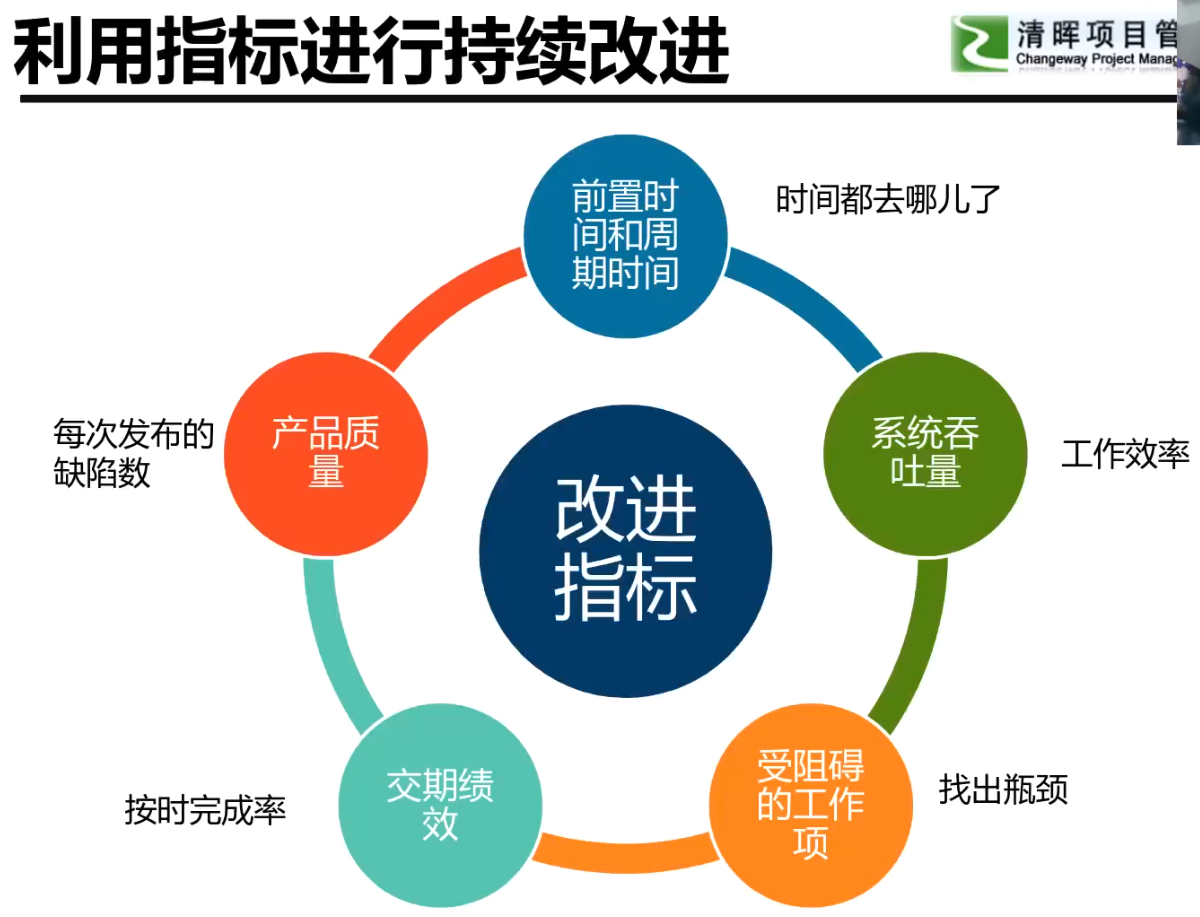 利用指标进行持续改进
清晖项目管
Changeway Project Manag
前置时
间和周
期时间
时间都去哪儿了
系统吞
吐量
工作效率
受阻碍
的工作
项
找出瓶颈
交期绩
效
按时完成率
产品质
量
每次发布的
缺陷数
改进
指标